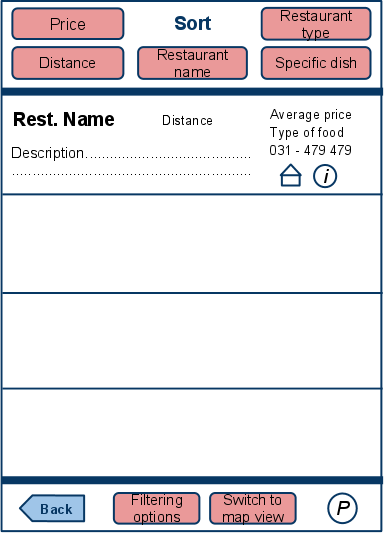 Price
Sort
Restaurant
type
Distance
Restaurant
name
Specific dish
Rest. Name
Distance
Average price
Type of food
031 - 479 479
Description.........................................
............................................................
i
Back
Filtering
options
Switch to
map view
P